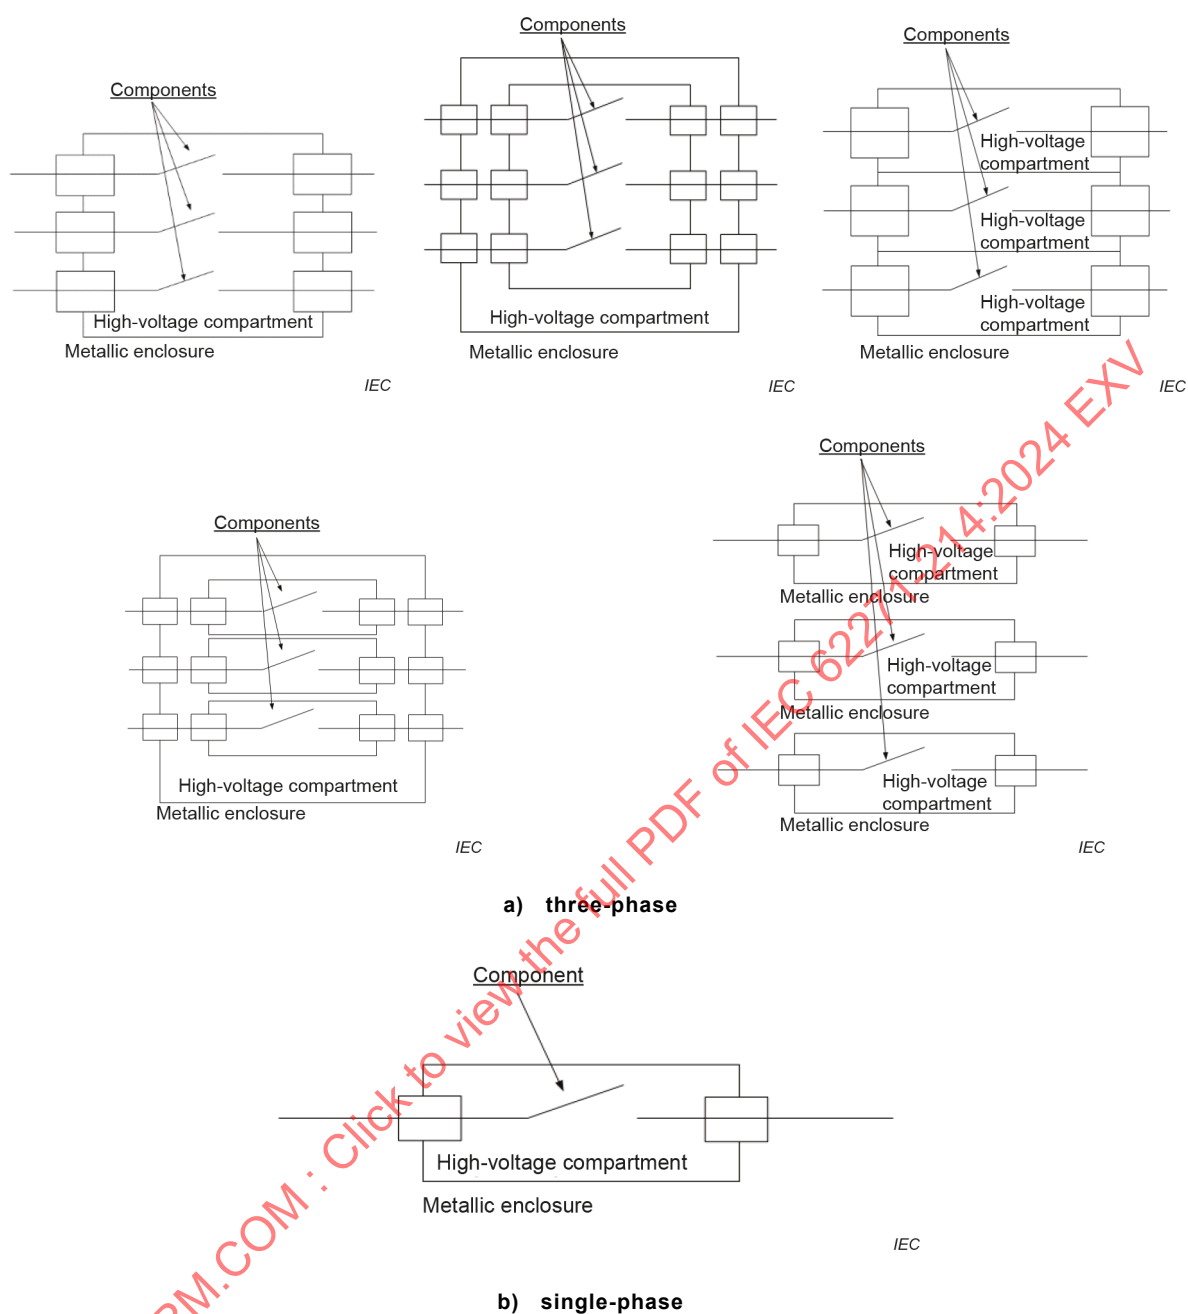 Components
High-voltage compartment
Metallic enclosure
IEC
Components
High-voltage compartment
Metallic enclosure
IEC
Components
High-voltage
compartment
High-voltage
compartment
High-voltage
compartment
Metallic enclosure
IEC
Components
High-voltage compartment
Metallic enclosure
IEC
Components
High-voltage
compartment
Metallic enclosure
High-voltage
compartment
Metallic enclosure
High-voltage
compartment
Metallic enclosure
IEC
a) three-phase
Component
High-voltage compartment
Metallic enclosure
IEC
b) single-phase
RM.COM : Click to view the full PDF of IEC 62271-214:2024 EXV